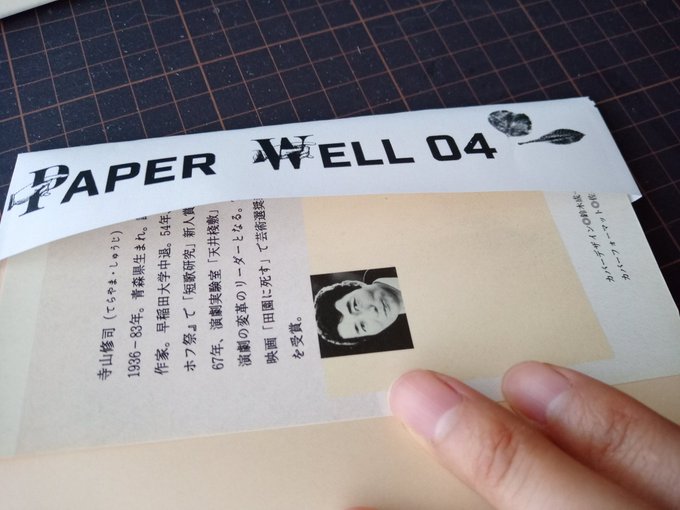 PAPER WELL 04
寺山修司（てらやま・しゅうじ）
1936－83年。青森県生まれ。
作家。早稲田大学中退。54年
ホフ祭』で「短歌研究」新人賞
67年、演劇実験室「天井棧敷」
演劇の変革のリーダーとなる。
映画「田園に死す」で芸術選奨
を受賞。
カバーデザイン◎鈴木成一
カバーフォーマット◎佐